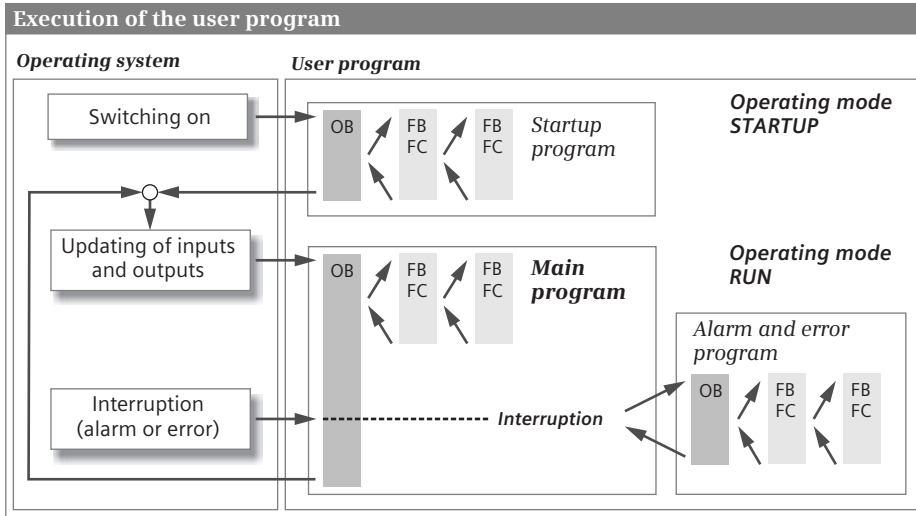 Execution of the user program
Operating system
User program
Switching on
OB
FB
FC
FB
FC
Startup
program
Operating mode
STARTUP
Updating of inputs
and outputs
OB
FB
FC
FB
FC
Main
program
Operating mode
RUN
Interruption
(alarm or error)
Interruption
Alarm and error
program
OB
FB
FC
FB
FC